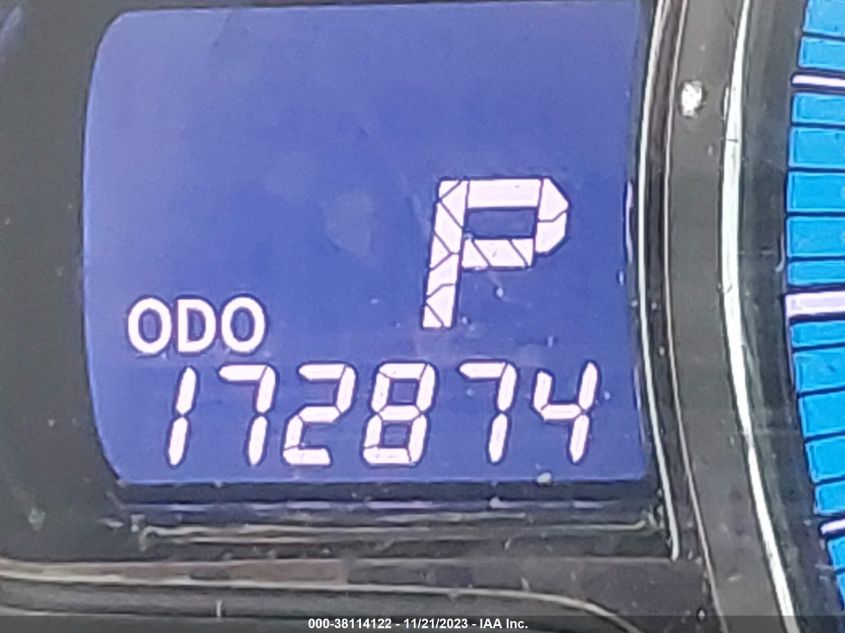 P
ODO
172874
000-38114122 - 11/21/2023 - IAA Inc.